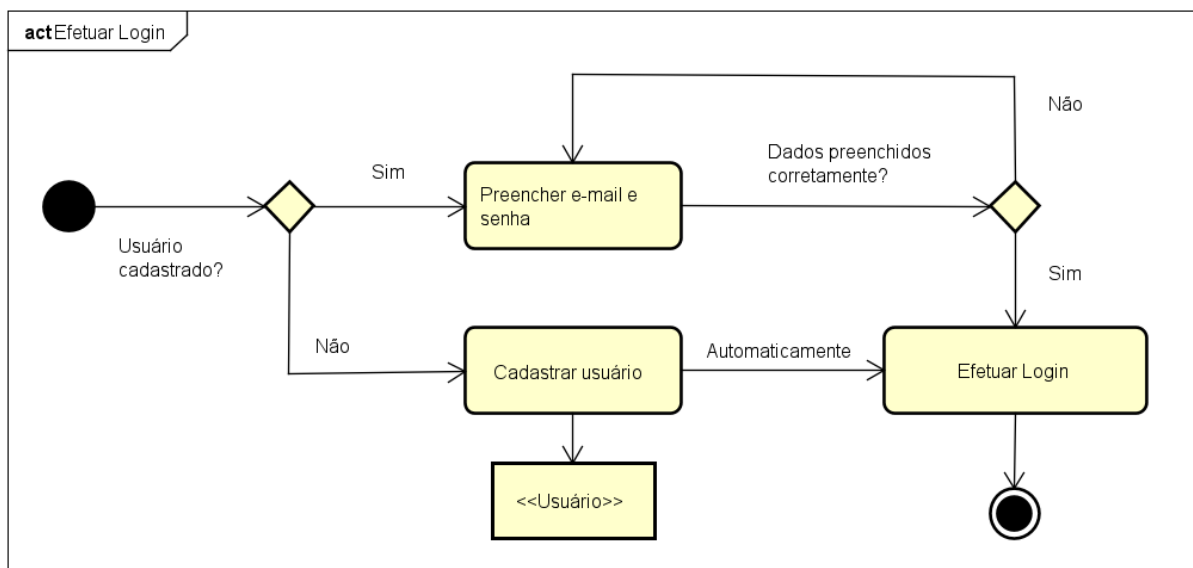 act Efetuar Login
Não
Dados preenchidos
corretamente?
Sim
Preencher e-mail e
senha
Usuário
cadastrado?
Sim
Não
Automaticamente
Cadastrar usuário
Efetuar Login
<<Usuário>>